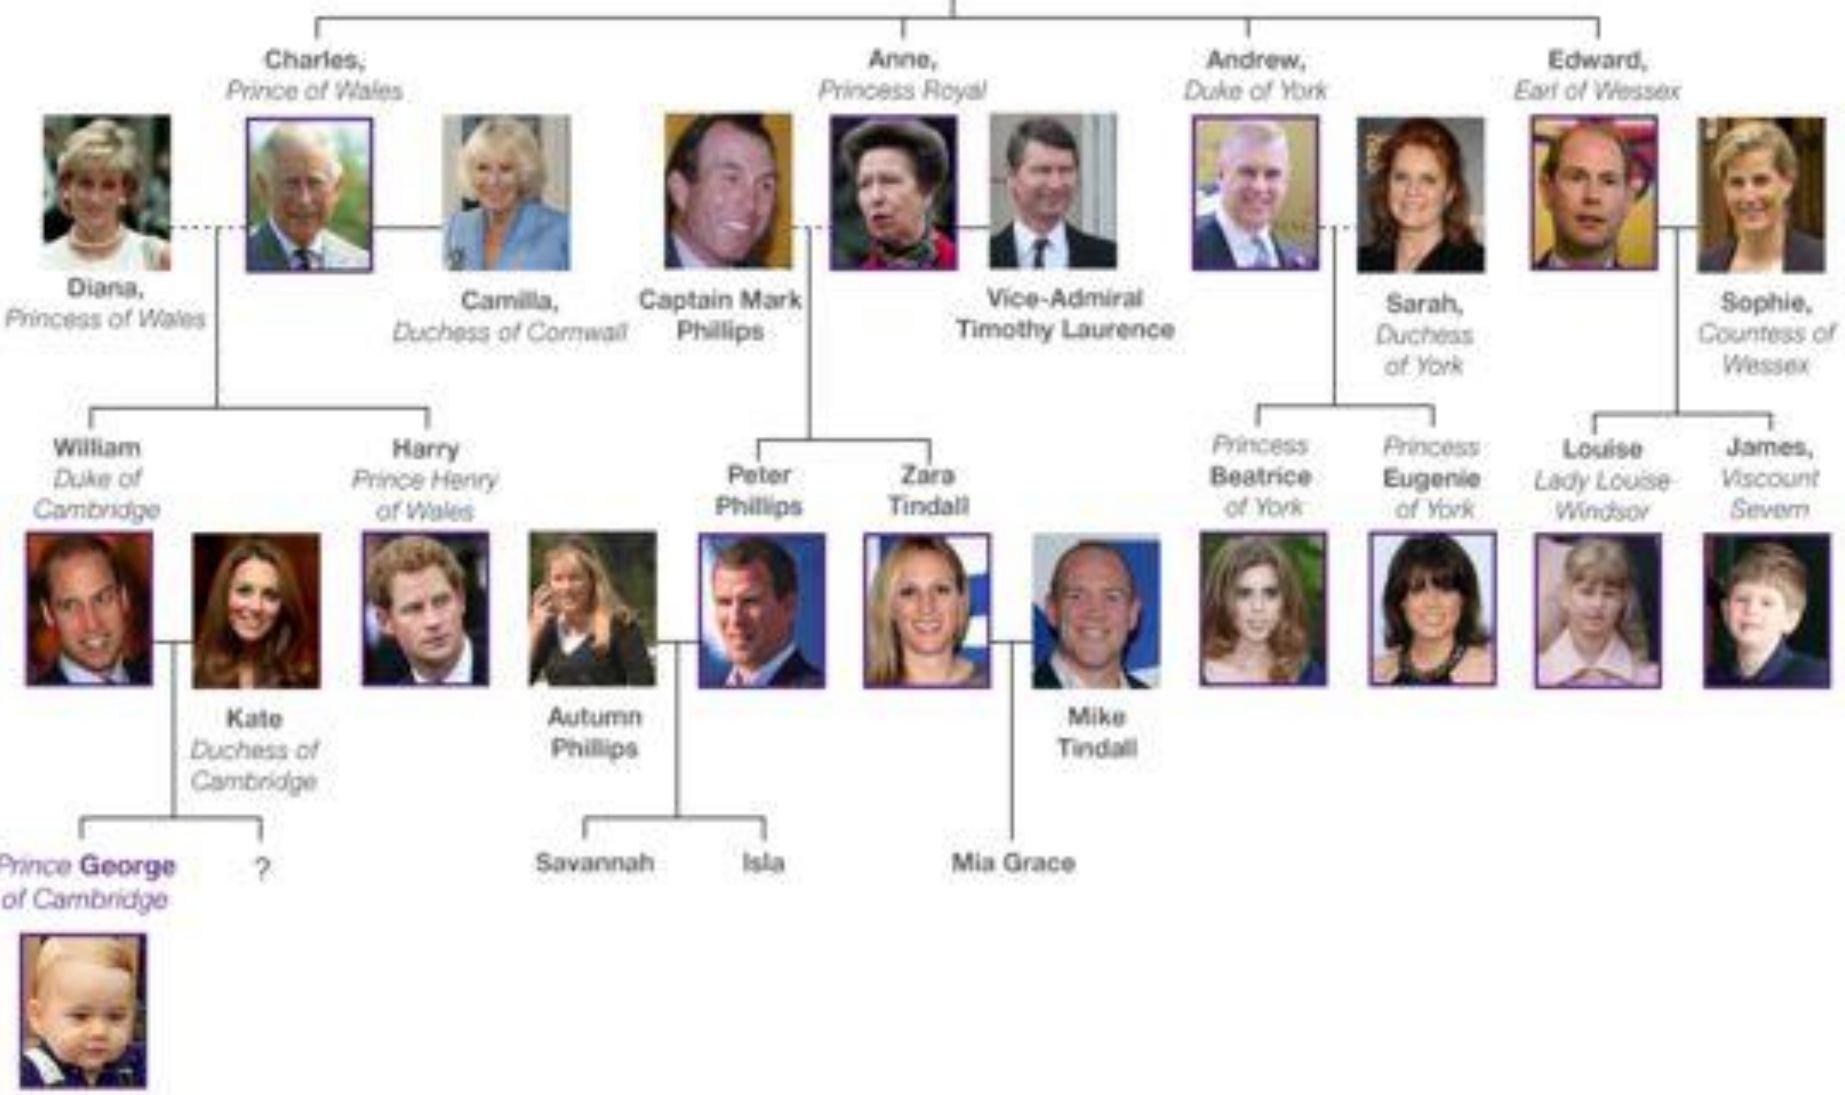 Charles,
Prince of Wales
Anne,
Princess Royal
Andrew,
Duke of York
Edward,
Earl of Wessex
Diana,
Princess of Wales
Camilla,
Duchess of Cornwall
Captain Mark
Phillips
Vice-Admiral
Timothy Laurence
Sarah,
Duchess
of York
Sophie,
Countess of
Wessex
William
Duke of
Cambridge
Harry
Prince Henry
of Wales
Peter
Phillips
Zara
Tindall
Princess
Beatrice
of York
Princess
Eugenie
of York
Louise
Lady Louise
Windsor
James,
Viscount
Severn
Kate
Duchess of
Cambridge
Autumn
Phillips
Mike
Tindall
Prince George
of Cambridge
?
Savannah
Isla
Mia Grace